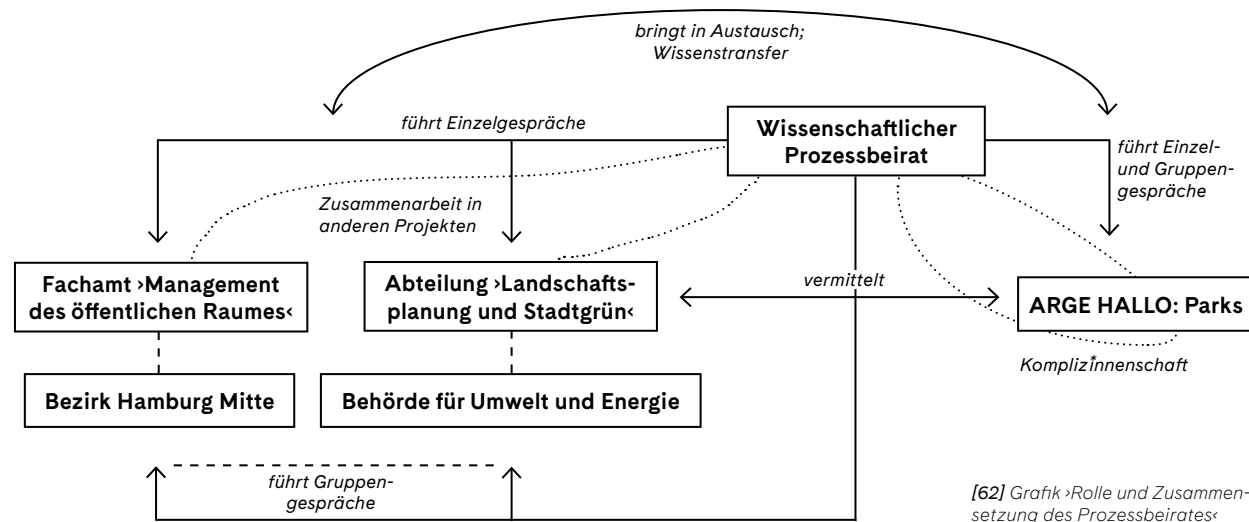 bringt in Austausch;
Wissenstransfer
führt Einzelgespräche
Wissenschaftlicher
Prozessbeirat
führt Einzel-
und Gruppen-
gespräche
Zusammenarbeit in
anderen Projekten
Fachamt ›Management
des öffentlichen Raumes‹
Abteilung ›Landschafts-
planung und Stadtgrün‹
vermittelt
ARGE HALLO: Parks
Kompliz*innenschaft
Bezirk Hamburg Mitte
Behörde für Umwelt und Energie
führt Gruppen-
gespräche
[62] Grafik ›Rolle und Zusammen-
setzung des Prozessbeirates‹